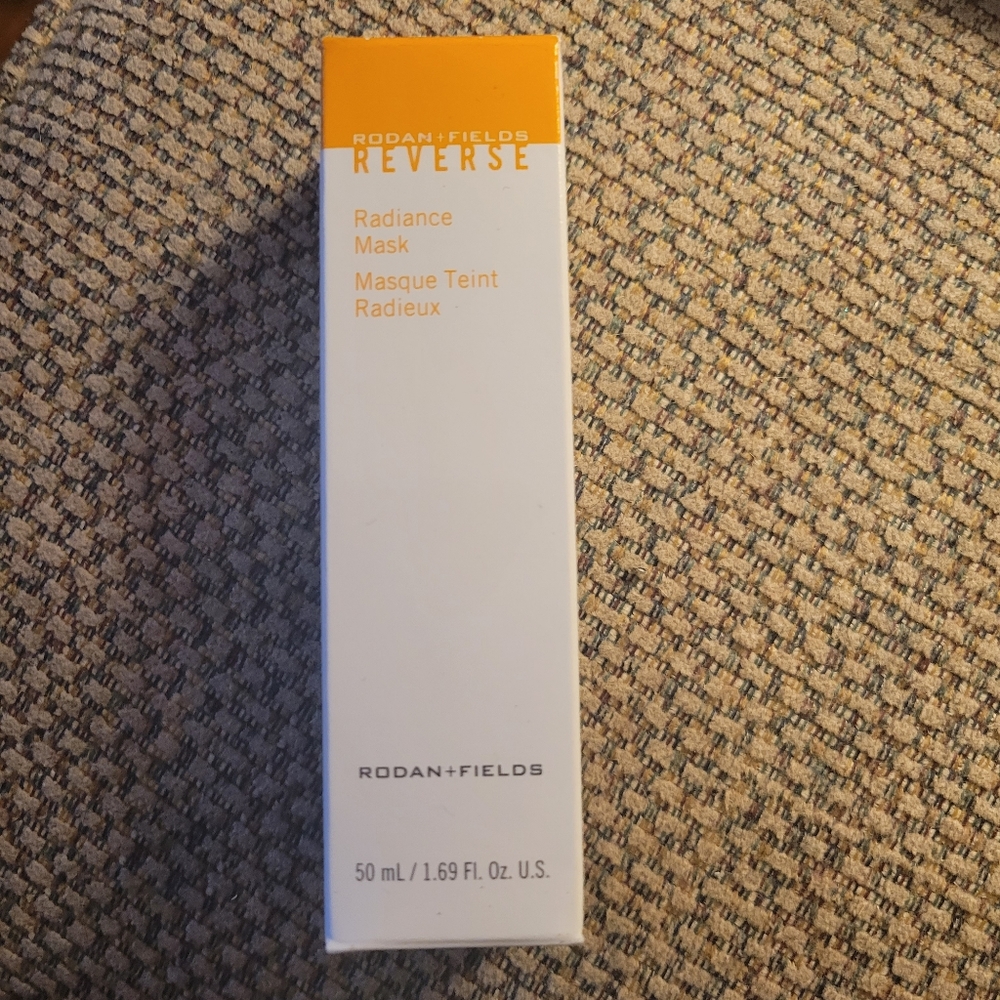 RODAN+FIELDS
REVERSE
Radiance
Mask
Masque Teint
Radieux
RODAN+FIELDS
50 mL / 1.69 Fl. Oz. U.S.